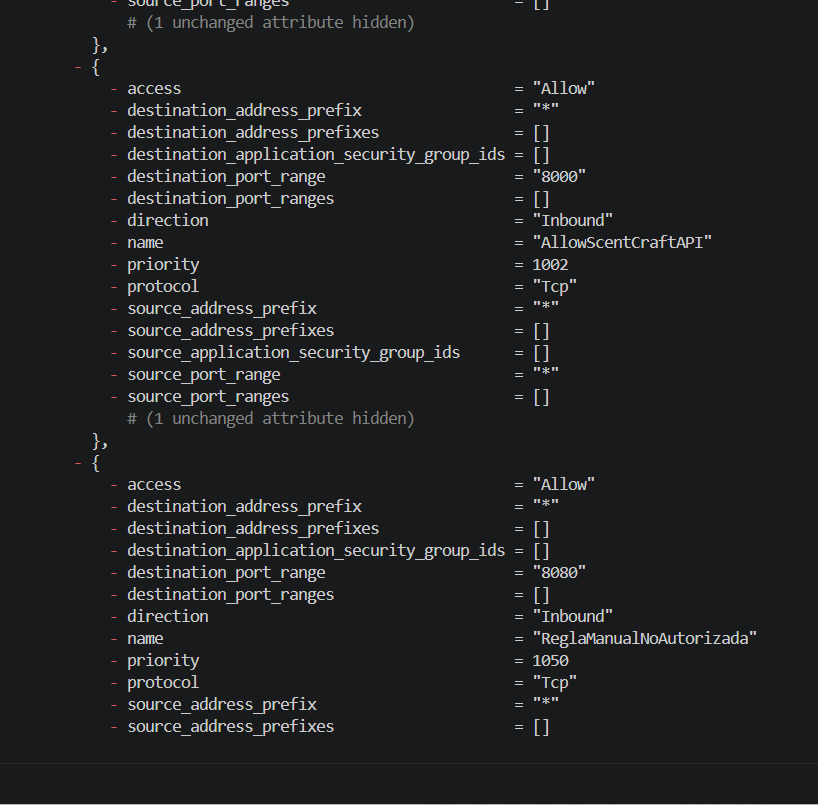 - source_port_ranges = []
# (1 unchanged attribute hidden)
},
- {
- access = "Allow"
- destination_address_prefix = "*"
- destination_address_prefixes = []
- destination_application_security_group_ids = []
- destination_port_range = "8000"
- destination_port_ranges = []
- direction = "Inbound"
- name = "AllowScentCraftAPI"
- priority = 1002
- protocol = "Tcp"
- source_address_prefix = "*"
- source_address_prefixes = []
- source_application_security_group_ids = []
- source_port_range = "*"
- source_port_ranges = []
# (1 unchanged attribute hidden)
},
- {
- access = "Allow"
- destination_address_prefix = "*"
- destination_address_prefixes = []
- destination_application_security_group_ids = []
- destination_port_range = "8080"
- destination_port_ranges = []
- direction = "Inbound"
- name = "ReglaManualNoAutorizada"
- priority = 1050
- protocol = "Tcp"
- source_address_prefix = "*"
- source_address_prefixes = []